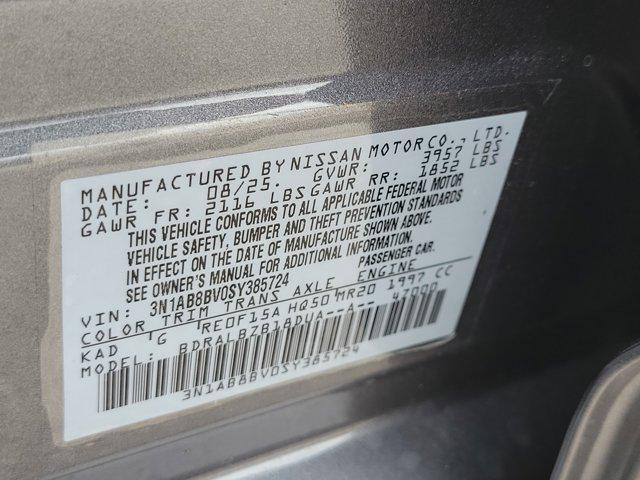 MANUFACTURED BY NISSAN MOTOR CO., LTD.
DATE: 08/25. GVWR: 3957 LBS
GAWR FR: 2116 LBS GAWR RR: 1852 LBS
THIS VEHICLE CONFORMS TO ALL APPLICABLE FEDERAL MOTOR
VEHICLE SAFETY, BUMPER AND THEFT PREVENTION STANDARDS
IN EFFECT ON THE DATE OF MANUFACTURE SHOWN ABOVE.
SEE OWNER'S MANUAL FOR ADDITIONAL INFORMATION.
VIN: 3N1AB8BV0SY385724 PASSENGER CAR.
COLOR TRIM TRANS AXLE ENGINE
KAD G RE0F15A HQ50 MR20 1997 CC
MODEL: BDRALBZB18DUA--A-- 47000
3N1AB8BV0SY385724